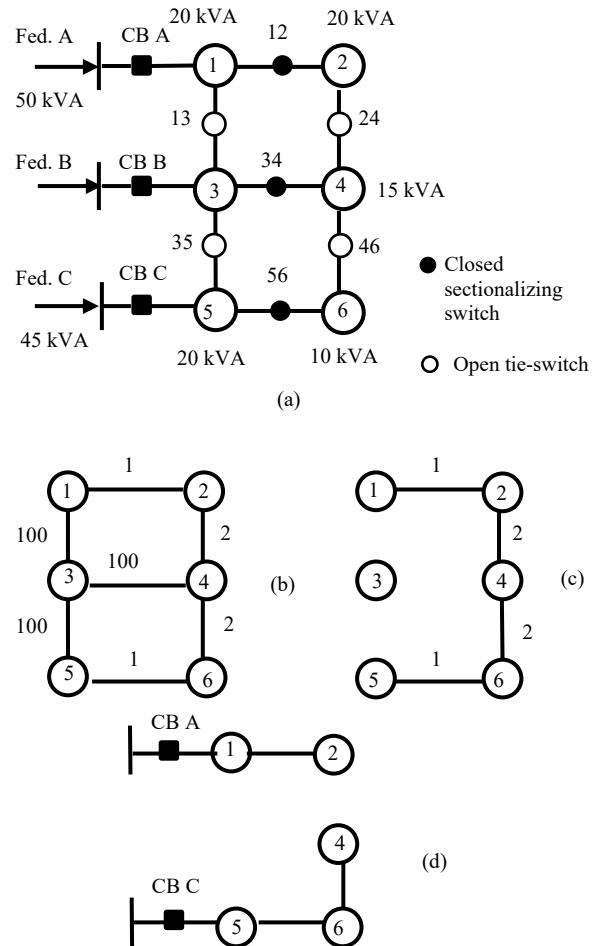 20 kVA 20 kVA
Fed. A CB A 12
1 2
50 kVA
13 24
Fed. B CB B 34
3 4 15 kVA
35 46
Fed. C CB C 56
Closed
sectionalizing
switch
5 6
45 kVA
20 kVA 10 kVA
Open tie-switch
(a)
1 1
1 2 1 2
100 2 2
100
3 4 (b) 3 4 (c)
100 2 2
1 1
5 6 5 6
CB A
1 2
4
(d)
CB C
5 6